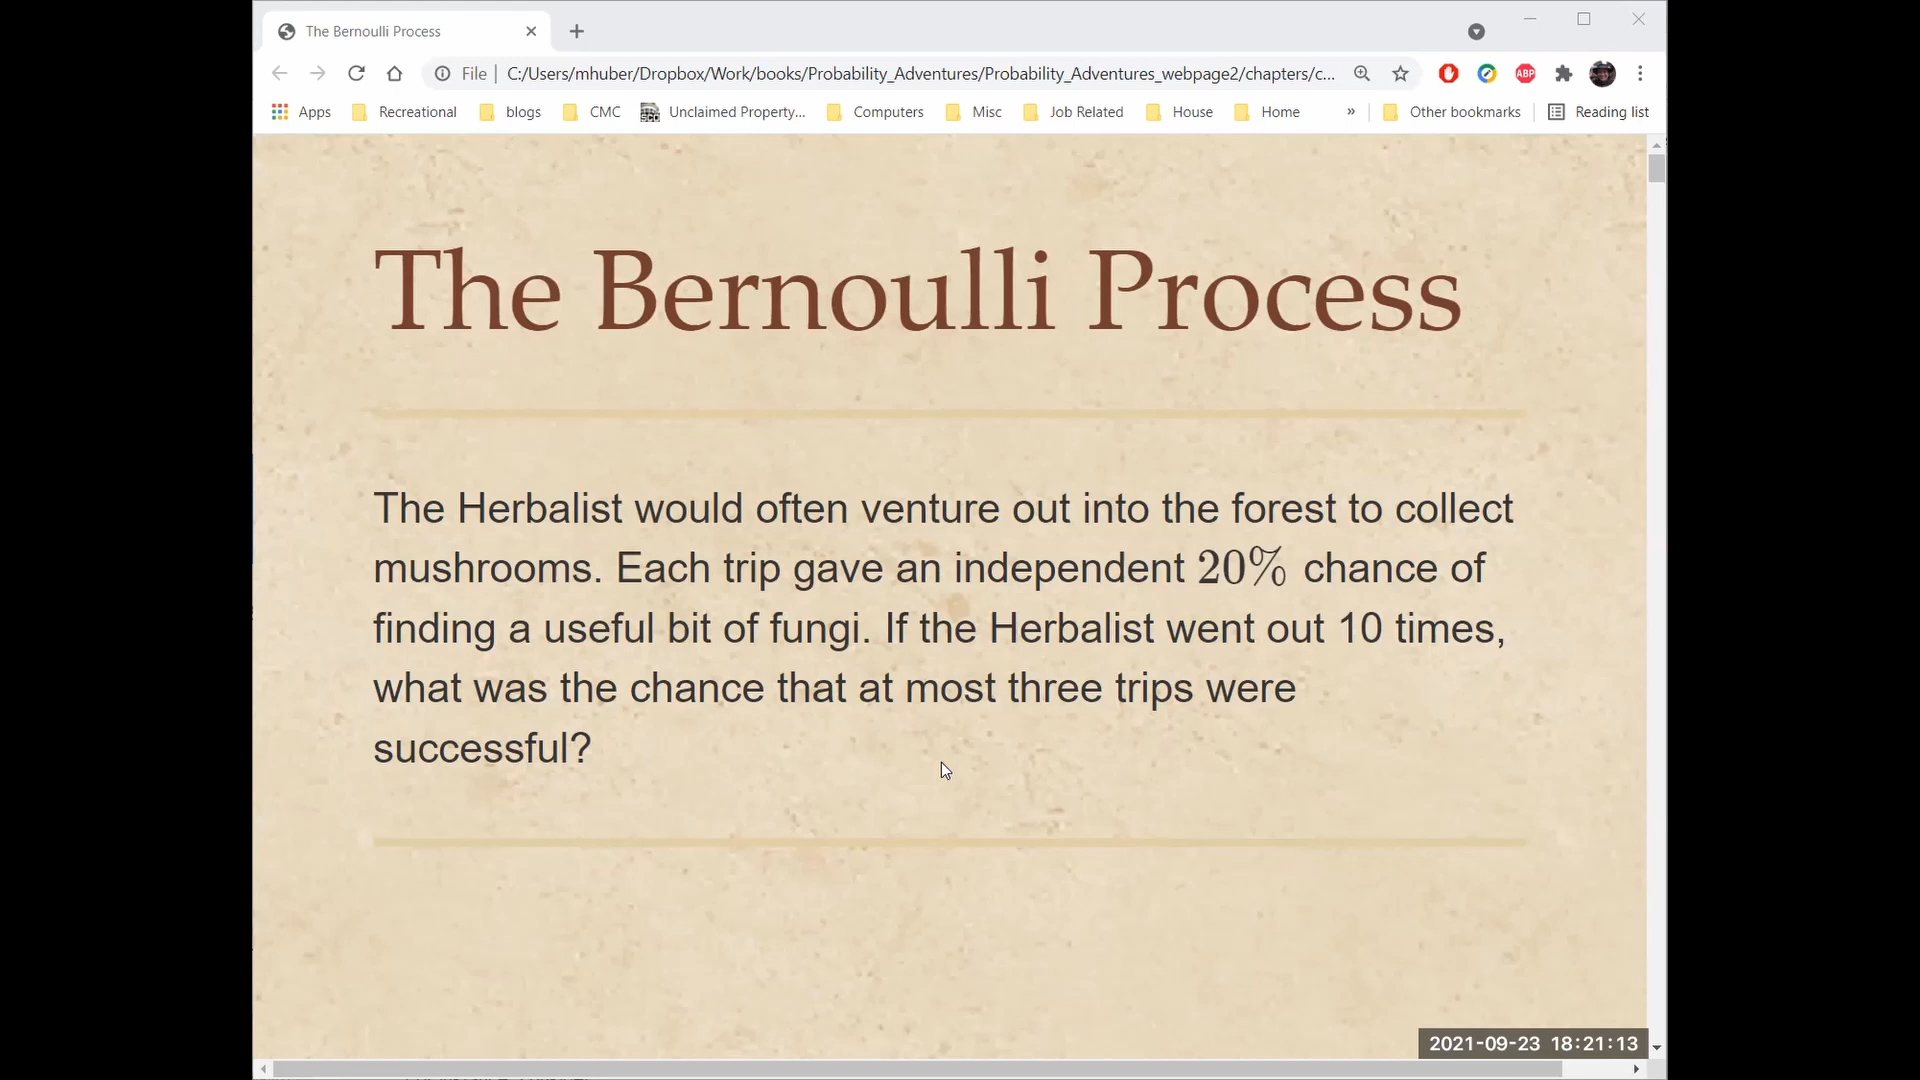 The Bernoulli Process
File
C:/Users/mhuber/Dropbox/Work/books/Probability_Adventures/Probability_Adventures_webpage2/chapters/c...
ABP
Apps Recreational blogs CMC Unclaimed Property... Computers Misc Job Related House Home » Other bookmarks Reading list
The Bernoulli Process
The Herbalist would often venture out into the forest to collect
mushrooms. Each trip gave an independent 20% chance of
finding a useful bit of fungi. If the Herbalist went out 10 times,
what was the chance that at most three trips were
successful?
2021-09-23 18:21:13